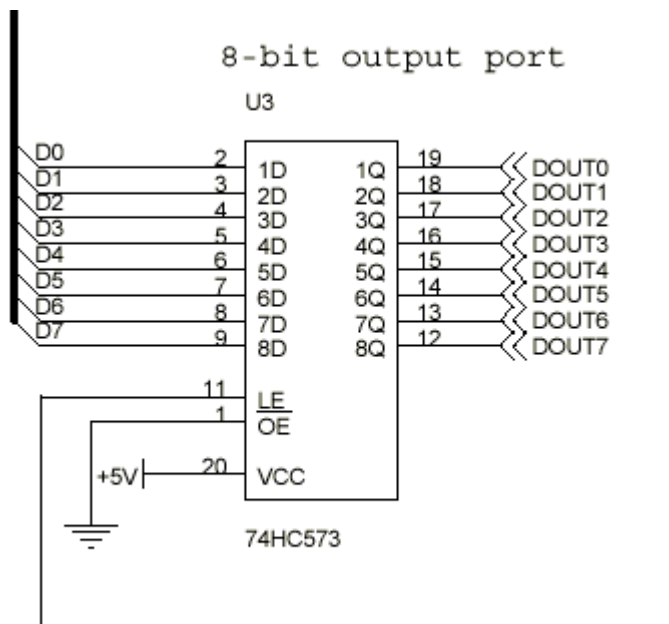 8-bit output port
U3
D0 2 1D 1Q 19 DOUT0
D1 3 2D 2Q 18 DOUT1
D2 4 3D 3Q 17 DOUT2
D3 5 4D 4Q 16 DOUT3
D4 6 5D 5Q 15 DOUT4
D5 7 6D 6Q 14 DOUT5
D6 8 7D 7Q 13 DOUT6
D7 9 8D 8Q 12 DOUT7
11 LE
1 OE
+5V 20 VCC
74HC573